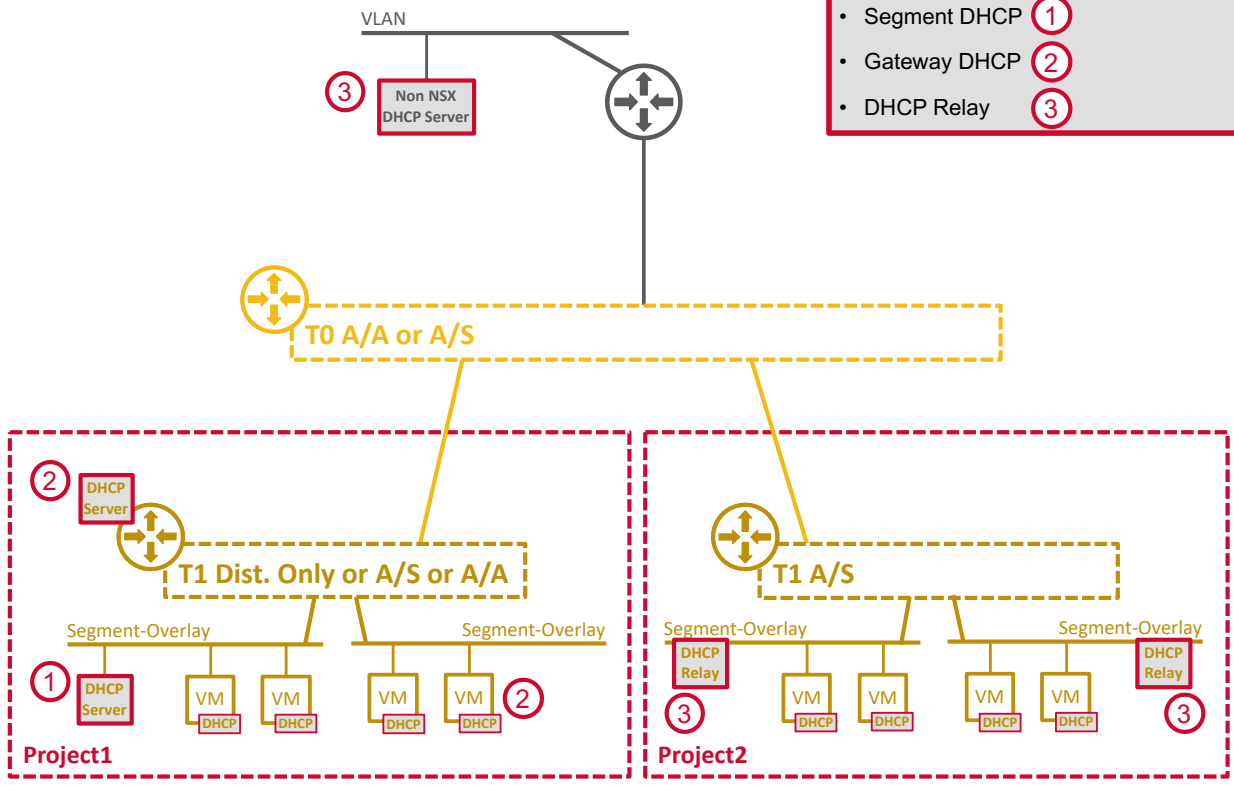 VLAN
• Segment DHCP 1
• Gateway DHCP 2
• DHCP Relay 3
3
Non NSX
DHCP Server
T0 A/A or A/S
2
DHCP
Server
T1 Dist. Only or A/S or A/A
Segment-Overlay
Segment-Overlay
1
DHCP
Server
VM
DHCP
VM
DHCP
VM
DHCP
VM
DHCP
2
Project1
T1 A/S
Segment-Overlay
Segment-Overlay
DHCP
Relay
3
VM
DHCP
VM
DHCP
VM
DHCP
VM
DHCP
DHCP
Relay
3
Project2